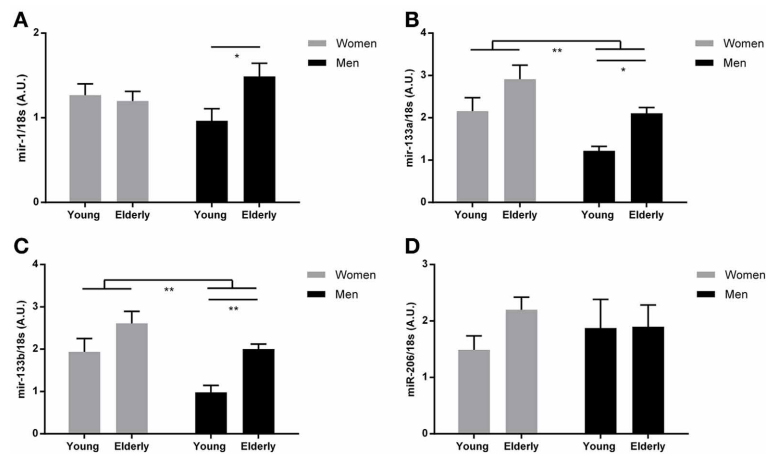 A
2
1
0
mir-1/18s (A.U.)
*
Women
Men
Young Elderly Young Elderly
B
4
3
2
1
0
mir-133a/18s (A.U.)
**
*
Women
Men
Young Elderly Young Elderly
C
4
3
2
1
0
mir-133b/18s (A.U.)
**
**
Women
Men
Young Elderly Young Elderly
D
3
2
1
0
miR-206/18s (A.U.)
Women
Men
Young Elderly Young Elderly